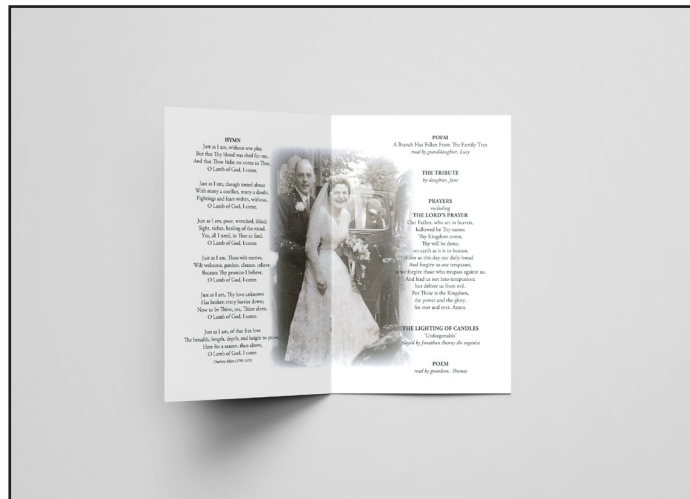 HYMN
Just as I am, without one plea
But that Thy blood was shed for me,
And that Thou bidst me come to Thee,
O Lamb of God, I come.
Just as I am, though tossed about
With many a conflict, many a doubt,
Fightings and fears within, without,
O Lamb of God, I come.
Just as I am, poor, wretched, blind;
Sight, riches, healing of the mind,
Yea, all I need, in Thee to find,
O Lamb of God, I come.
Just as I am, Thou wilt receive,
Wilt welcome, pardon, cleanse, relieve:
Because Thy promise I believe,
O Lamb of God, I come.
Just as I am, Thy love unknown
Has broken every barrier down;
Now to be Thine, yea, Thine alone,
O Lamb of God, I come.
Just as I am, of that free love
The breadth, length, depth, and height to prove,
Here for a season, then above,
O Lamb of God, I come
Charlotte Elliott (1789-1871)
POEM
A Branch Has Fallen From The Family Tree
read by granddaughter, Lucy
THE TRIBUTE
by daughter, Jane
PRAYERS
including
THE LORD'S PRAYER
Our Father, who art in heaven,
hallowed be Thy name;
Thy Kingdom come;
Thy will be done;
on earth as it is in heaven.
Give us this day our daily bread.
And forgive us our trespasses,
as we forgive those who trespass against us.
And lead us not into temptation;
but deliver us from evil.
For Thine is the Kingdom,
the power and the glory,
for ever and ever. Amen.
THE LIGHTING OF CANDLES
'Unforgettable'
played by Jonathan Bunny the organist
POEM
read by grandson, Thomas